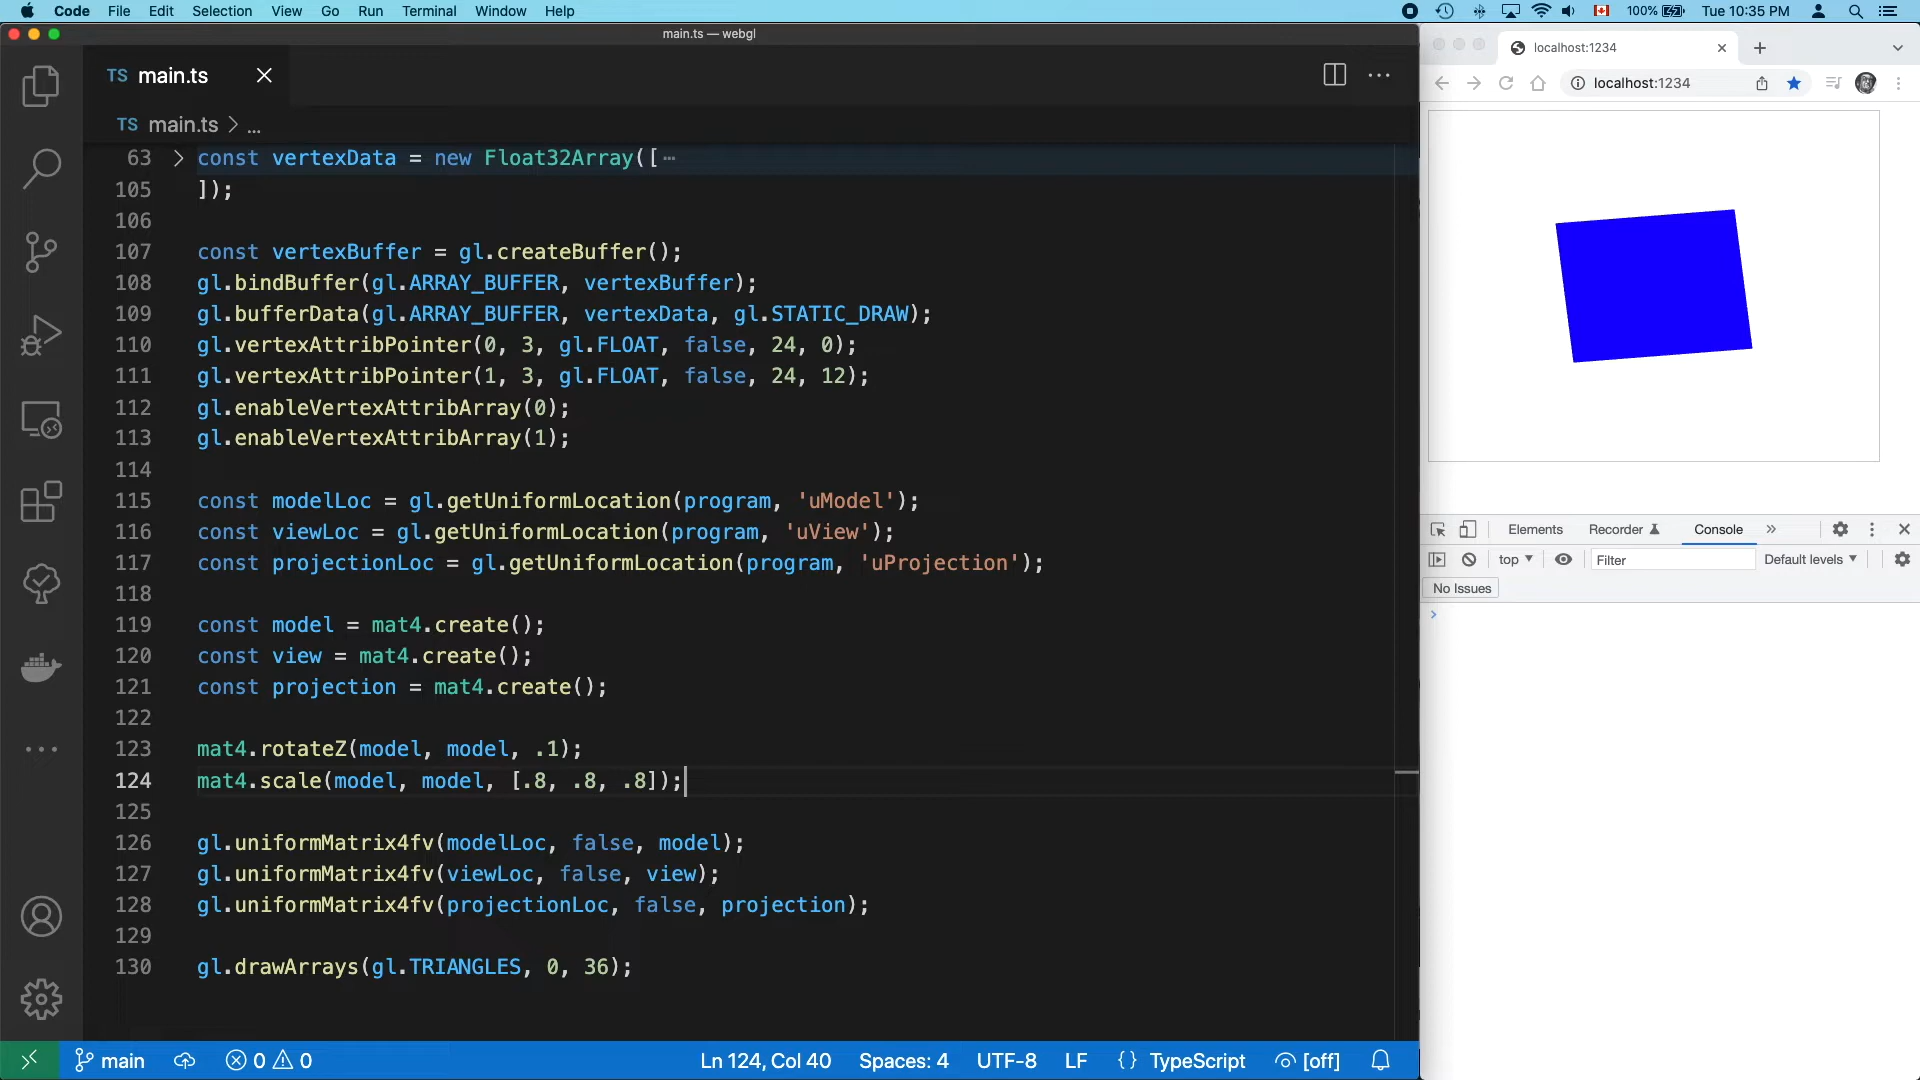 Code File Edit Selection View Go Run Terminal Window Help 100% Tue 10:35 PM
main.ts — webgl
TS main.ts
TS main.ts > ...
63 const vertexData = new Float32Array([ ⋯
105 ]);
106
107 const vertexBuffer = gl.createBuffer();
108 gl.bindBuffer(gl.ARRAY_BUFFER, vertexBuffer);
109 gl.bufferData(gl.ARRAY_BUFFER, vertexData, gl.STATIC_DRAW);
110 gl.vertexAttribPointer(0, 3, gl.FLOAT, false, 24, 0);
111 gl.vertexAttribPointer(1, 3, gl.FLOAT, false, 24, 12);
112 gl.enableVertexAttribArray(0);
113 gl.enableVertexAttribArray(1);
114
115 const modelLoc = gl.getUniformLocation(program, 'uModel');
116 const viewLoc = gl.getUniformLocation(program, 'uView');
117 const projectionLoc = gl.getUniformLocation(program, 'uProjection');
118
119 const model = mat4.create();
120 const view = mat4.create();
121 const projection = mat4.create();
122
123 mat4.rotateZ(model, model, .1);
124 mat4.scale(model, model, [.8, .8, .8]);
125
126 gl.uniformMatrix4fv(modelLoc, false, model);
127 gl.uniformMatrix4fv(viewLoc, false, view);
128 gl.uniformMatrix4fv(projectionLoc, false, projection);
129
130 gl.drawArrays(gl.TRIANGLES, 0, 36);
main 0 0 Ln 124, Col 40 Spaces: 4 UTF-8 LF {} TypeScript [off]
localhost:1234
localhost:1234
Elements Recorder Console »
top Filter Default levels
No Issues